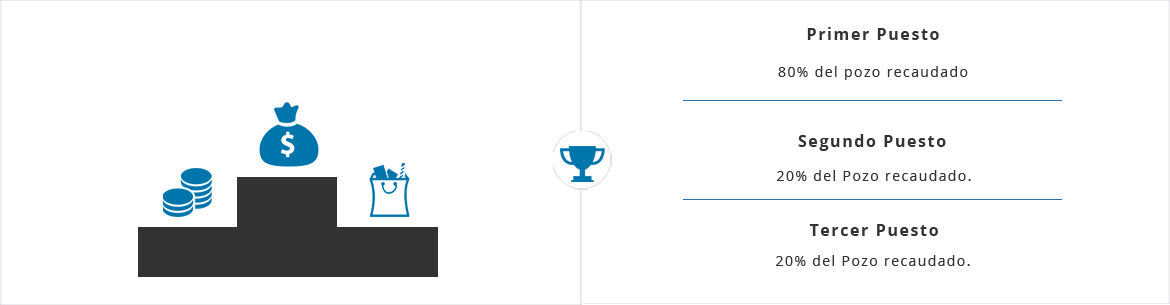 $
Primer Puesto
80% del pozo recaudado
Segundo Puesto
20% del Pozo recaudado.
Tercer Puesto
20% del Pozo recaudado.